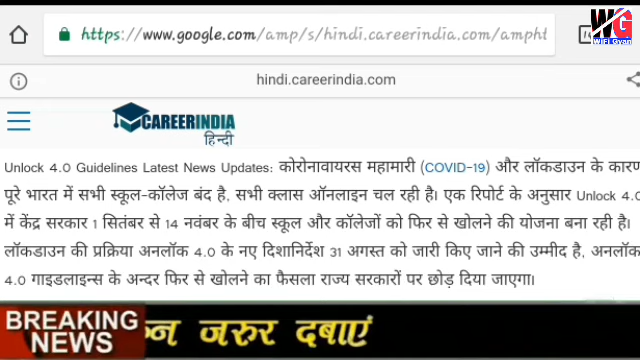 https://www.google.com/amp/s/hindi.careerindia.com/ampht
WG
WiFi Gyan
hindi.careerindia.com
CAREERINDIA
हिन्दी
Unlock 4.0 Guidelines Latest News Updates: कोरोनावायरस महामारी (COVID-19) और लॉकडाउन के कारण
पूरे भारत में सभी स्कूल-कॉलेज बंद है, सभी क्लास ऑनलाइन चल रही है। एक रिपोर्ट के अनुसार Unlock 4.0
में केंद्र सरकार 1 सितंबर से 14 नवंबर के बीच स्कूल और कॉलेजों को फिर से खोलने की योजना बना रही है।
लॉकडाउन की प्रक्रिया अनलॉक 4.0 के नए दिशानिर्देश 31 अगस्त को जारी किए जाने की उम्मीद है, अनलॉक
4.0 गाइडलाइन्स के अन्दर फिर से खोलने का फैसला राज्य सरकारों पर छोड़ दिया जाएगा।
BREAKING
NEWS
जरुर दबाएं